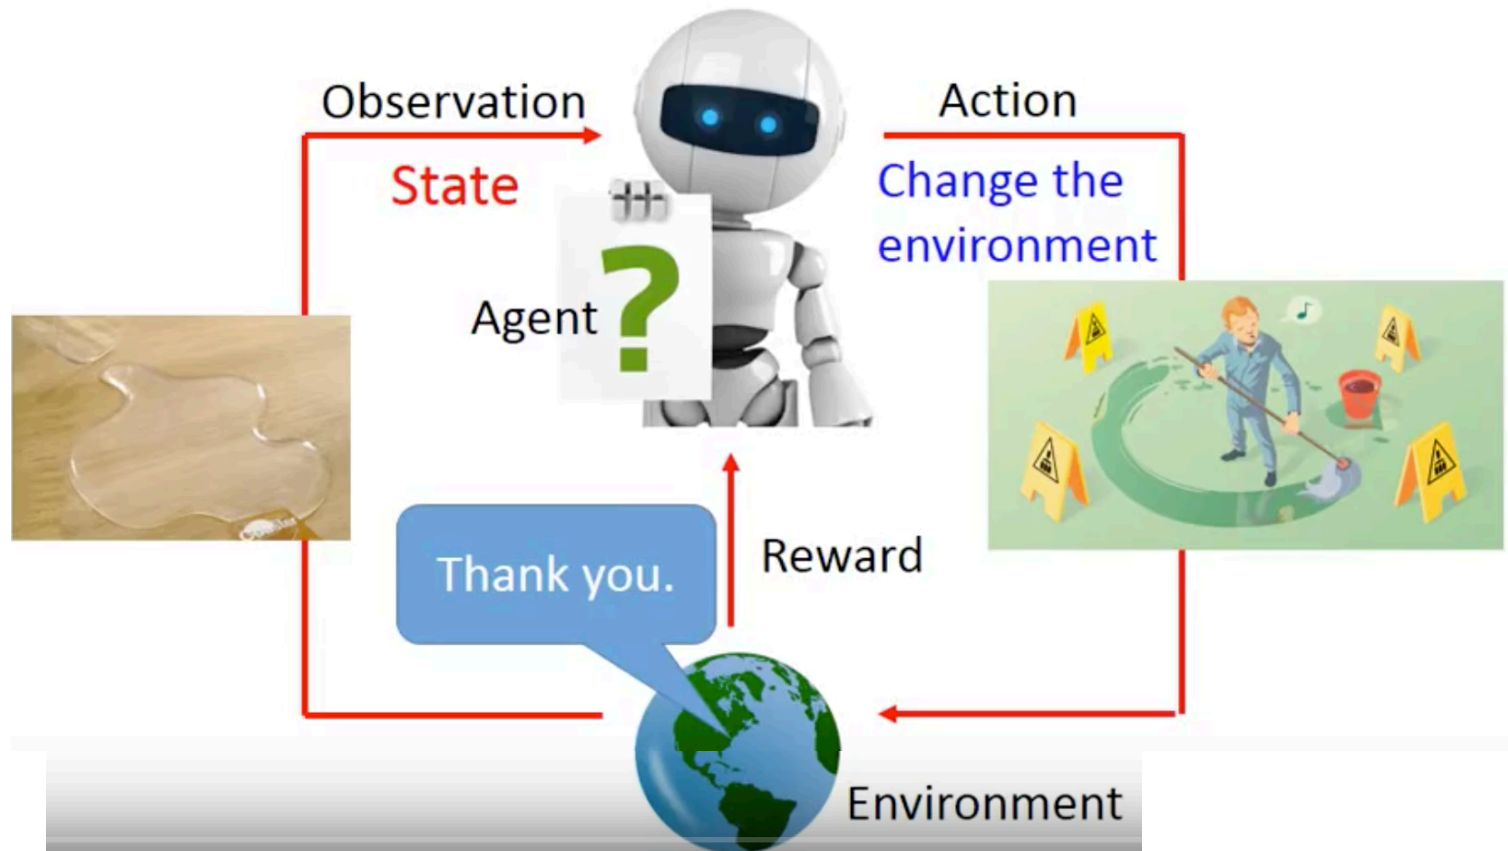 Observation
Action
State
Change the
environment
Agent
?
Thank you.
Reward
Environment